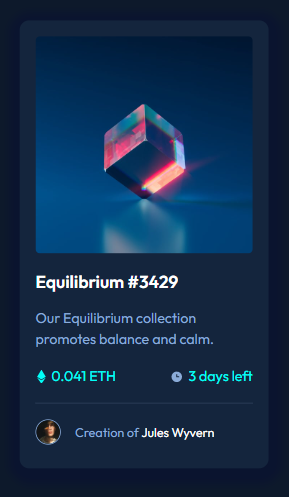 Equilibrium #3429
Our Equilibrium collection
promotes balance and calm.
0.041 ETH
3 days left
Creation of Jules Wyvern